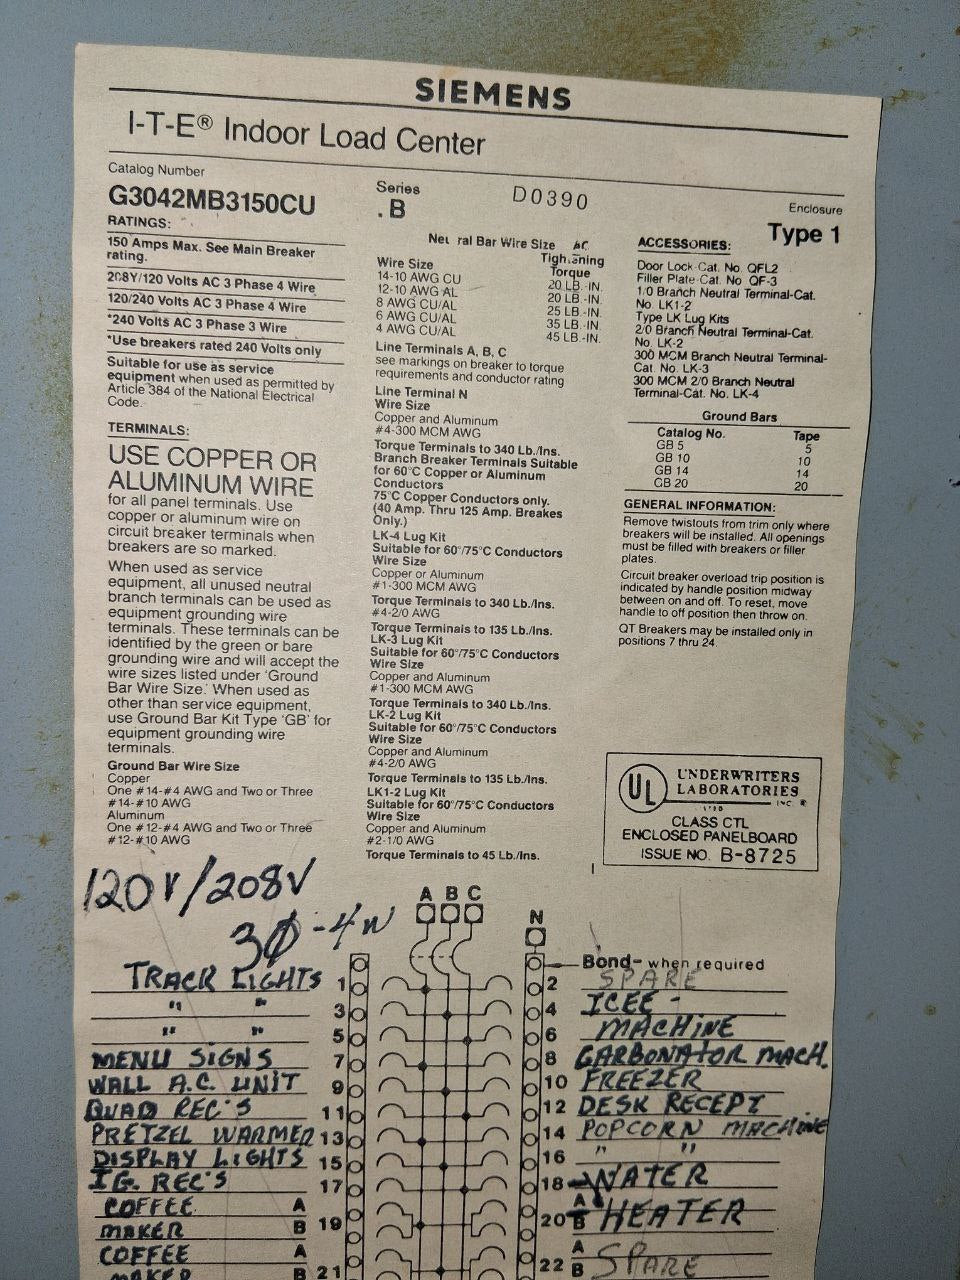 SIEMENS
I-T-E® Indoor Load Center
Catalog Number
G3042MB3150CU
RATINGS:
150 Amps Max. See Main Breaker
rating.
208Y/120 Volts AC 3 Phase 4 Wire
120/240 Volts AC 3 Phase 4 Wire
*240 Volts AC 3 Phase 3 Wire
*Use breakers rated 240 Volts only
Suitable for use as service
equipment when used as permitted by
Article 384 of the National Electrical
Code.
TERMINALS:
USE COPPER OR
ALUMINUM WIRE
for all panel terminals. Use
copper or aluminum wire on
circuit breaker terminals when
breakers are so marked.
When used as service
equipment, all unused neutral
branch terminals can be used as
equipment grounding wire
terminals. These terminals can be
identified by the green or bare
grounding wire and will accept the
wire sizes listed under 'Ground
Bar Wire Size.' When used as
other than service equipment,
use Ground Bar Kit Type 'GB' for
equipment grounding wire
terminals.
Ground Bar Wire Size
Copper
One #14-#4 AWG and Two or Three
#14-#10 AWG
Aluminum
One #12-#4 AWG and Two or Three
#12-#10 AWG
Series
.B
D0390
Neutral Bar Wire Size
Wire Size
Tightening
Torque
14-10 AWG CU 20 LB.-IN.
12-10 AWG AL 20 LB.-IN.
8 AWG CU/AL 25 LB.-IN.
6 AWG CU/AL 35 LB.-IN.
4 AWG CU/AL 45 LB.-IN.
Line Terminals A, B, C
see markings on breaker to torque
requirements and conductor rating
Line Terminal N
Wire Size
Copper and Aluminum
#4-300 MCM AWG
Torque Terminals to 340 Lb./Ins.
Branch Breaker Terminals Suitable
for 60°C Copper or Aluminum
Conductors
75°C Copper Conductors only.
(40 Amp. Thru 125 Amp. Breakes
Only.)
LK-4 Lug Kit
Suitable for 60°/75°C Conductors
Wire Size
Copper or Aluminum
#1-300 MCM AWG
Torque Terminals to 340 Lb./Ins.
#4-2/0 AWG
Torque Terminals to 135 Lb./Ins.
LK-3 Lug Kit
Suitable for 60°/75°C Conductors
Wire Size
Copper and Aluminum
#1-300 MCM AWG
Torque Terminals to 340 Lb./Ins.
LK-2 Lug Kit
Suitable for 60°/75°C Conductors
Wire Size
Copper and Aluminum
#4-2/0 AWG
Torque Terminals to 135 Lb./Ins.
LK1-2 Lug Kit
Suitable for 60°/75°C Conductors
Wire Size
Copper and Aluminum
#2-1/0 AWG
Torque Terminals to 45 Lb./Ins.
Enclosure
Type 1
ACCESSORIES:
Door Lock-Cat. No. QFL2
Filler Plate-Cat. No QF-3
1/0 Branch Neutral Terminal-Cat.
No. LK1-2
Type LK Lug Kits
2/0 Branch Neutral Terminal-Cat.
No. LK-2
300 MCM Branch Neutral Terminal-
Cat. No. LK-3
300 MCM 2/0 Branch Neutral
Terminal-Cat. No. LK-4
Ground Bars
Catalog No. Tape
GB 5 5
GB 10 10
GB 14 14
GB 20 20
GENERAL INFORMATION:
Remove twistouts from trim only where
breakers will be installed. All openings
must be filled with breakers or filler
plates.
Circuit breaker overload trip position is
indicated by handle position midway
between on and off. To reset, move
handle to off position then throw on.
QT Breakers may be installed only in
positions 7 thru 24.
UL
UNDERWRITERS
LABORATORIES
INC. ®
CLASS CTL
ENCLOSED PANELBOARD
ISSUE NO. B-8725
120V/208V
3Ø-4W
A B C
N
Bond- when required
TRACK LIGHTS 1
" " 3
" " 5
MENU SIGNS 7
WALL A.C. UNIT 9
QUAD REC'S 11
PRETZEL WARMER 13
DISPLAY LIGHTS 15
I.G. REC'S 17
COFFEE A
MAKER B 19
COFFEE A
MAKER B 21
2 SPARE
4 ICEE -
6 MACHINE
8 CARBONATOR MACH.
10 FREEZER
12 DESK RECEPT
14 POPCORN MACHINE
16 " "
18 WATER
A
20 B HEATER
A
22 B SPARE